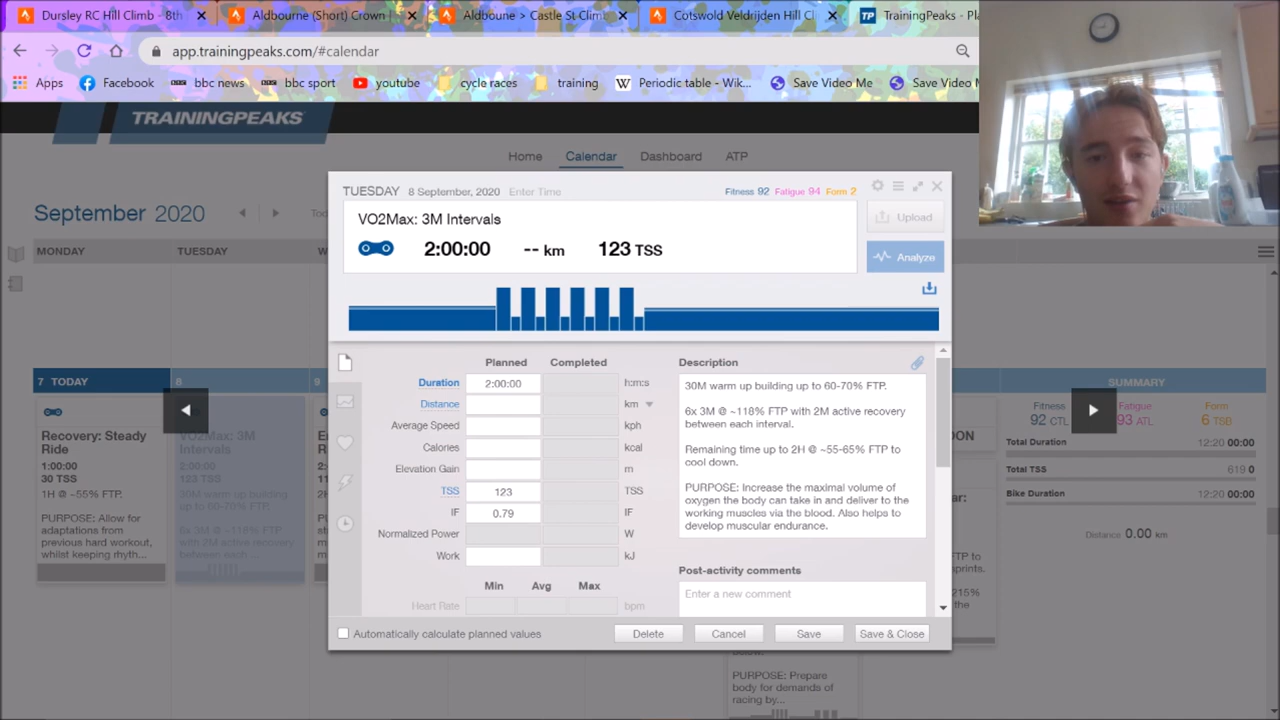 Dursley RC Hill Climb - 8th
Aldbourne (Short) Crown
Aldboune > Castle St Climb
Cotswold Veldrijden Hill Cl
TP TrainingPeaks - Pla
app.trainingpeaks.com/#calendar
Apps
Facebook
BBC bbc news
BBC bbc sport
youtube
cycle races
training
W Periodic table - Wik...
Save Video Me
Save Video M
TRAININGPEAKS
Home
Calendar
Dashboard
ATP
September 2020
To
MONDAY
TUESDAY
W
TUESDAY 8 September, 2020 Enter Time
Fitness 92 Fatigue 94 Form 2
VO2Max: 3M Intervals
2:00:00 -- km 123 TSS
Upload
Analyze
Planned Completed
Duration 2:00:00 h:m:s
Distance km
Average Speed kph
Calories kcal
Elevation Gain m
TSS 123 TSS
IF 0.79 IF
Normalized Power W
Work kJ
Min Avg Max
Heart Rate bpm
Description
30M warm up building up to 60-70% FTP.
6x 3M @ ~118% FTP with 2M active recovery
between each interval.
Remaining time up to 2H @ ~55-65% FTP to
cool down.
PURPOSE: Increase the maximal volume of
oxygen the body can take in and deliver to the
working muscles via the blood. Also helps to
develop muscular endurance.
Post-activity comments
Enter a new comment
Automatically calculate planned values
Delete
Cancel
Save
Save & Close
7 TODAY
8
9
Recovery: Steady
Ride
1:00:00
30 TSS
1H @ ~55% FTP.
PURPOSE: Allow for
adaptations from
previous hard workout,
whilst keeping rhyth...
VO2Max: 3M
Intervals
2:00:00
123 TSS
30M warm up building
up to 60-70% FTP.
6x 3M @ ~118% FTP
with 2M active recovery
between each...
PURPOSE: Prepare
body for demands of
racing by...
DON
ar:
TP to
prints.
215%
the
SUMMARY
Fitness Fatigue Form
92 CTL 93 ATL 6 TSB
Total Duration 12:20 00:00
Total TSS 619 0
Bike Duration 12:20 00:00
Distance 0.00 km